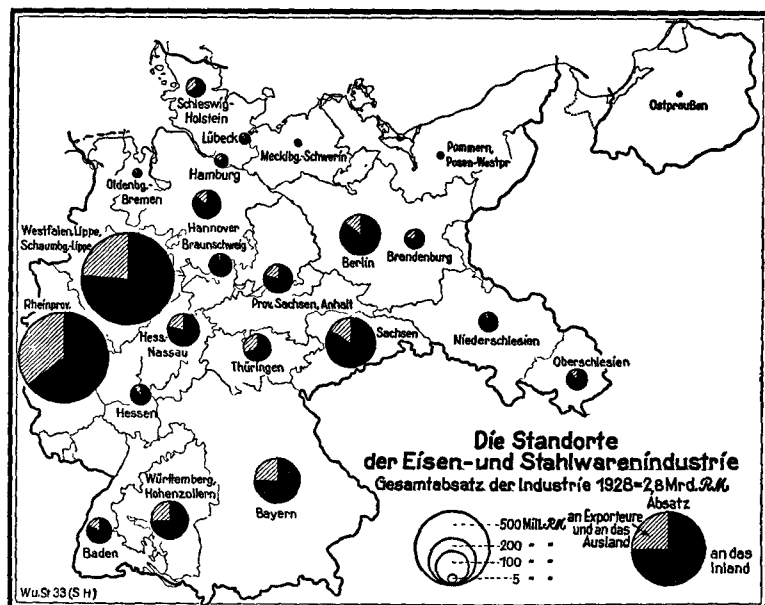 Schleswig-
Holstein
Lübeck
Mecklbg.-Schwerin
Ostpreußen
Pommern,
Posen-Westpr
Hamburg
Oldenbg.-
Bremen
Hannover
Braunschweig
Westfalen, Lippe,
Schaumbg.-Lippe
Berlin
Brandenburg
Prov. Sachsen, Anhalt
Rheinprov.
Hess.-
Nassau
Thüringen
Sachsen
Niederschlesien
Oberschlesien
Hessen
Württemberg,
Hohenzollern
Bayern
Baden
Die Standorte
der Eisen- und Stahlwarenindustrie
Gesamtabsatz der Industrie 1928=2,8 Mrd. RM
Absatz
an Exporteure
und an das
Ausland
an das
Inland
500 Mill. RM
200 " "
100 " "
5 " "
W.u.St 33 (S H)